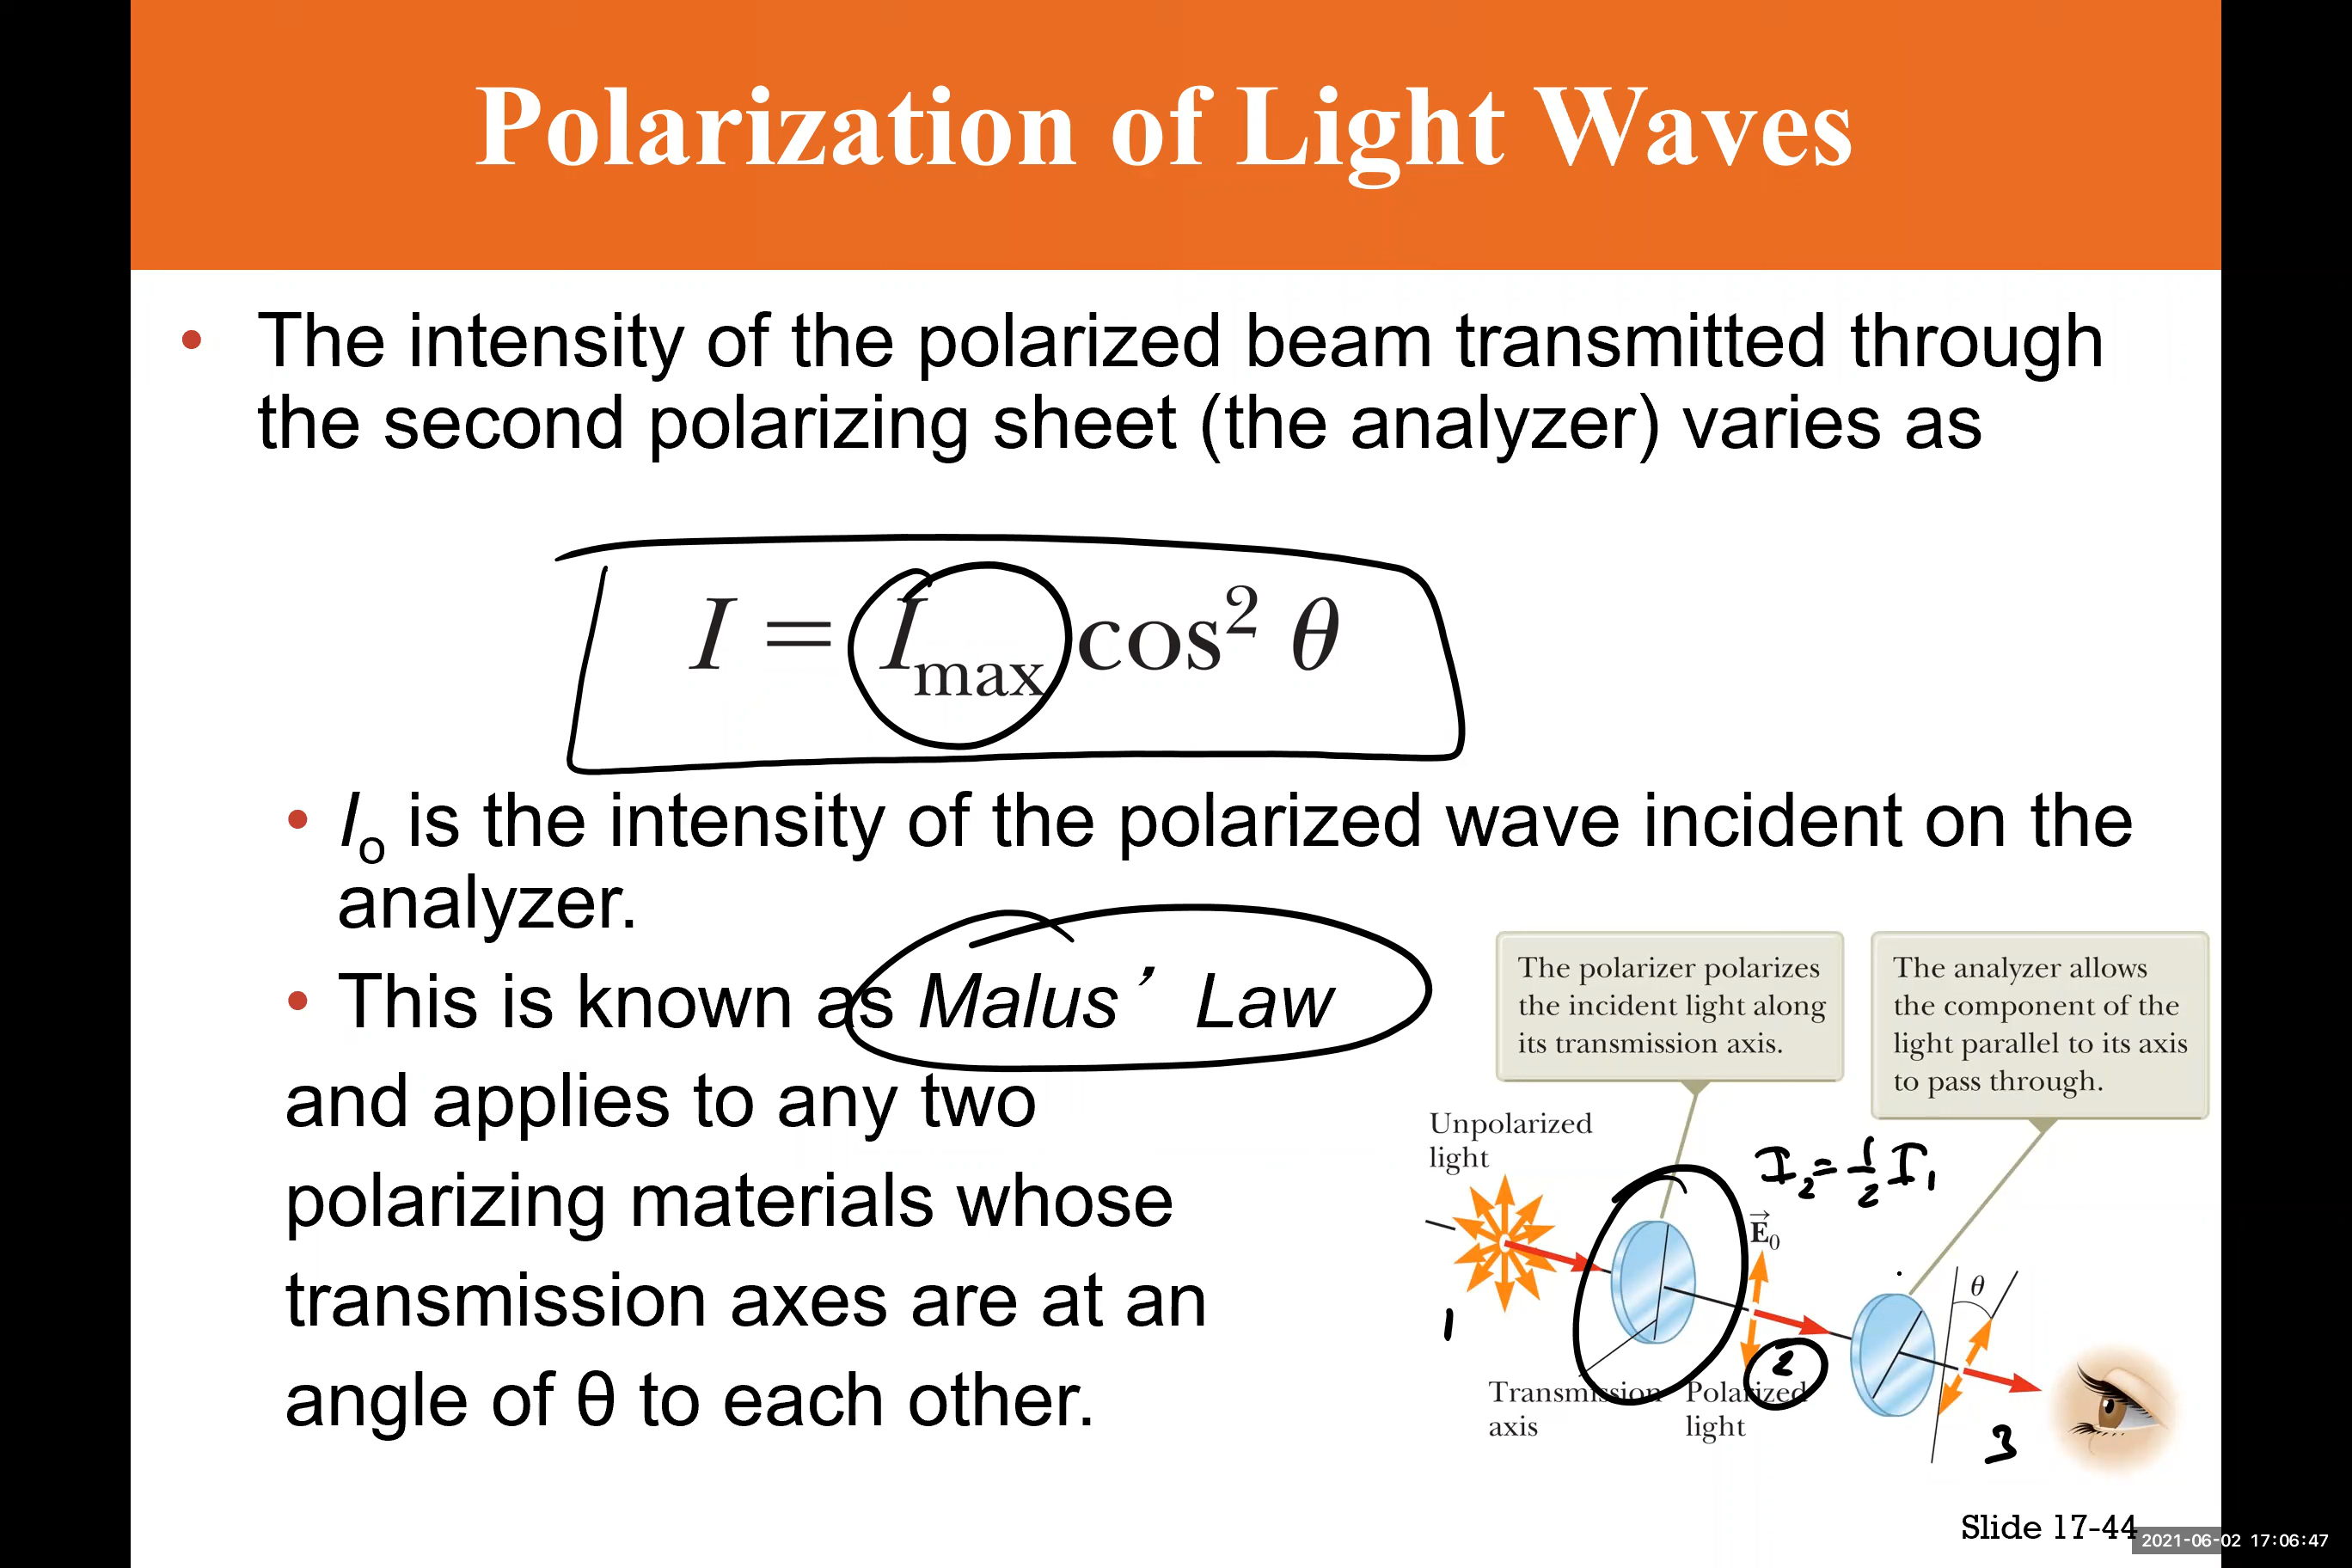 Polarization of Light Waves
• The intensity of the polarized beam transmitted through
the second polarizing sheet (the analyzer) varies as
I = I_max cos² θ
• I_o is the intensity of the polarized wave incident on the
analyzer.
• This is known as Malus’ Law
and applies to any two
polarizing materials whose
transmission axes are at an
angle of θ to each other.
The polarizer polarizes
the incident light along
its transmission axis.
The analyzer allows
the component of the
light parallel to its axis
to pass through.
Unpolarized
light
I₂ = ½ I₁
E⃗₀
θ
1
2
Transmission
axis
Polarized
light
3
Slide 17-44
2021-06-02 17:06:47